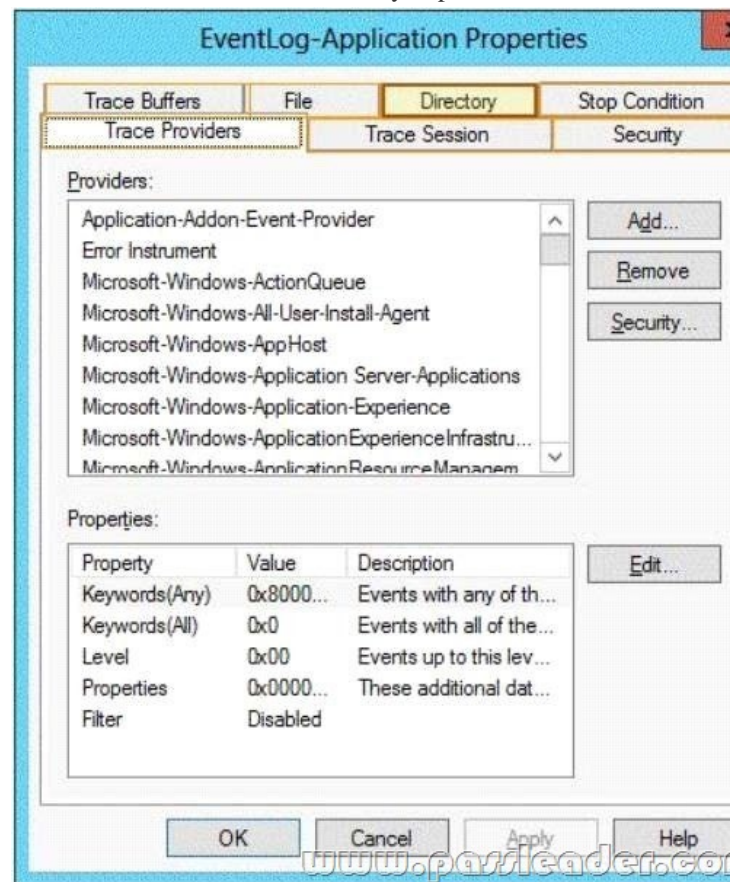 EventLog-Application Properties
Trace Buffers File Directory Stop Condition
Trace Providers Trace Session Security
Providers:
Application-Addon-Event-Provider
Error Instrument
Microsoft-Windows-ActionQueue
Microsoft-Windows-All-User-Install-Agent
Microsoft-Windows-AppHost
Microsoft-Windows-Application Server-Applications
Microsoft-Windows-Application-Experience
Microsoft-Windows-ApplicationExperienceInfrastru...
Microsoft-Windows-ApplicationResourceManagem
Add...
Remove
Security...
Properties:
Property Value Description
Keywords(Any) 0x8000... Events with any of th...
Keywords(All) 0x0 Events with all of the...
Level 0x00 Events up to this lev...
Properties 0x0000... These additional dat...
Filter Disabled
Edit...
OK Cancel Apply Help
www.passleader.com